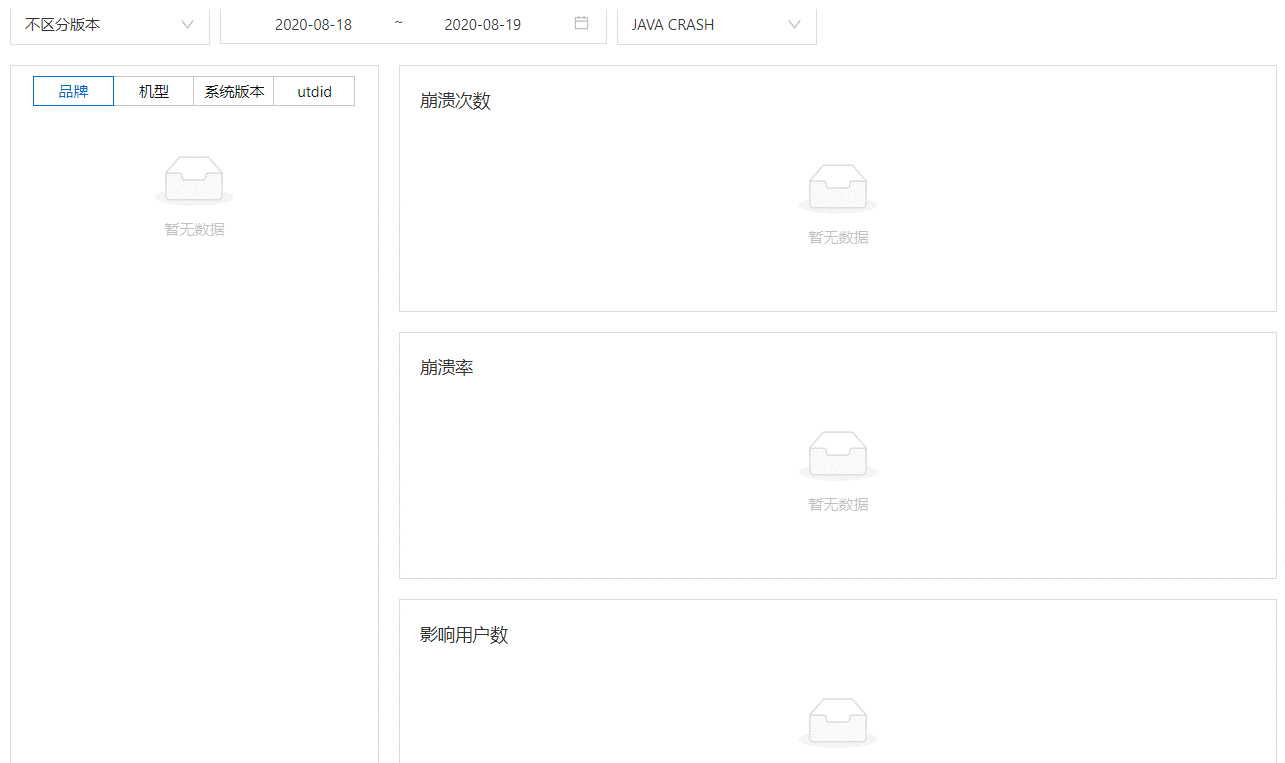 不区分版本
2020-08-18 ~ 2020-08-19
JAVA CRASH
品牌 机型 系统版本 utdid
暂无数据
崩溃次数
暂无数据
崩溃率
暂无数据
影响用户数